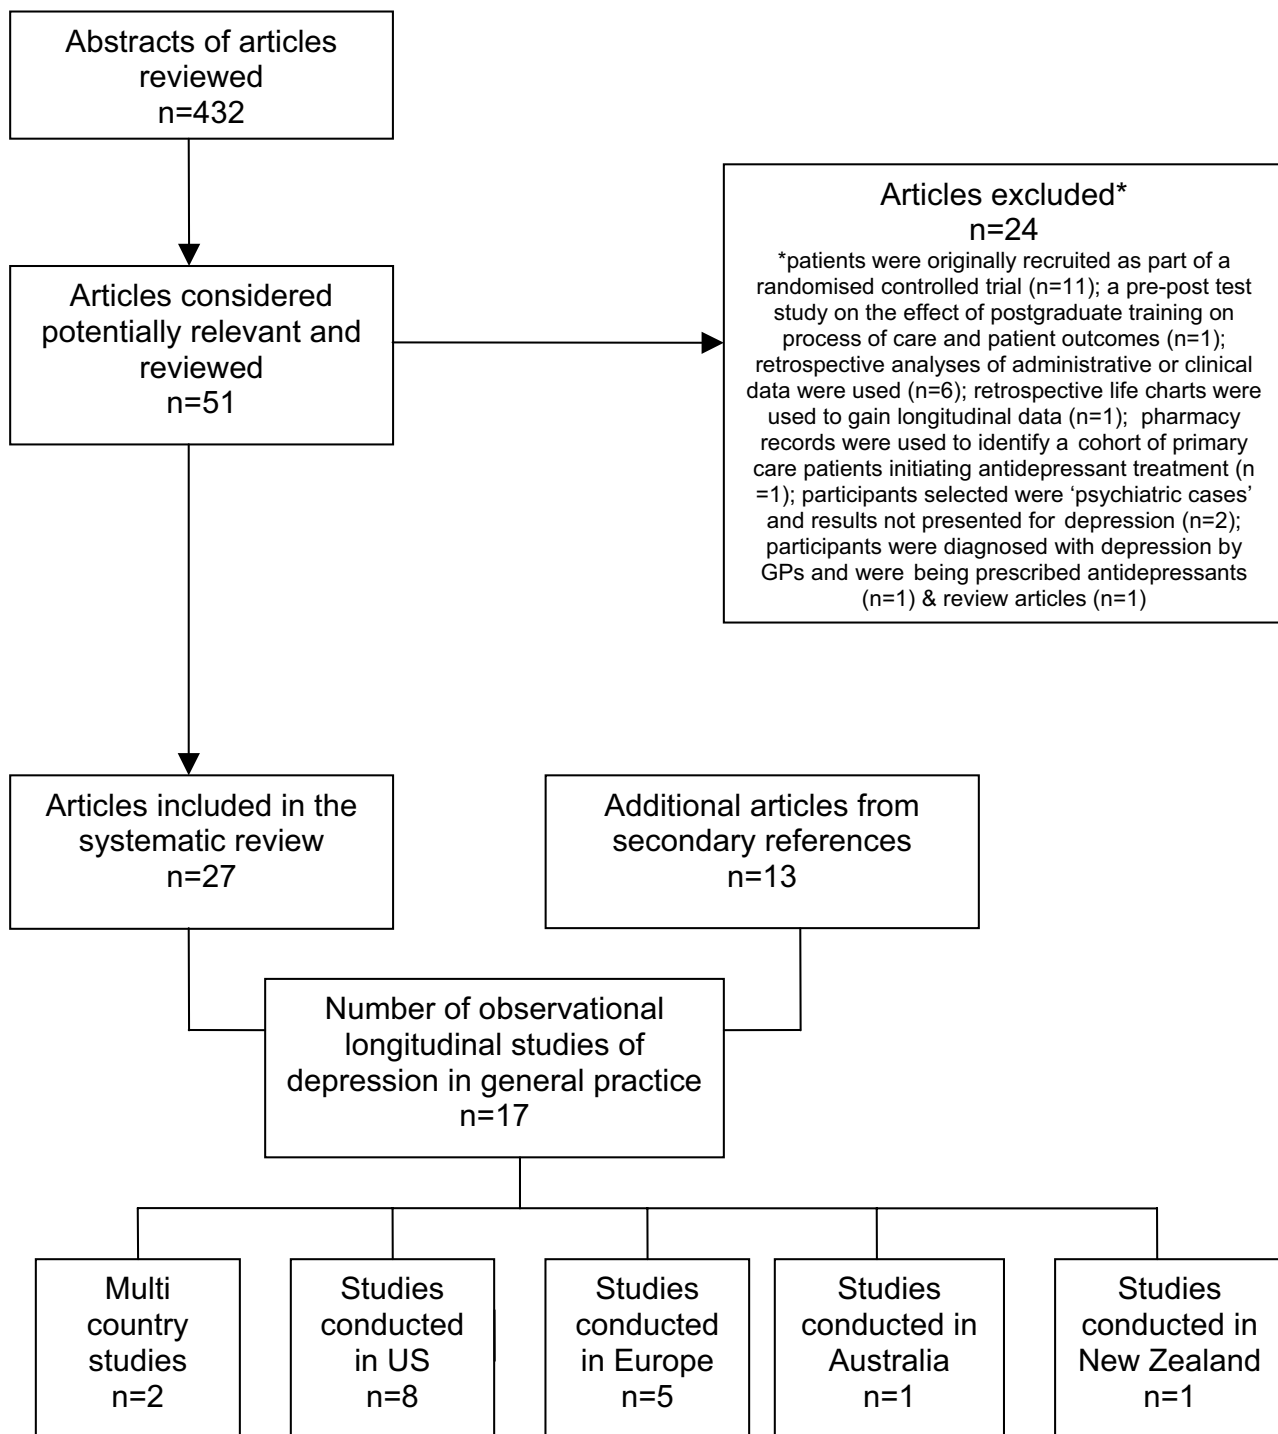 Abstracts of articles
reviewed
n=432
Articles excluded*
n=24
*patients were originally recruited as part of a
randomised controlled trial (n=11); a pre-post test
study on the effect of postgraduate training on
process of care and patient outcomes (n=1);
retrospective analyses of administrative or clinical
data were used (n=6); retrospective life charts were
used to gain longitudinal data (n=1); pharmacy
records were used to identify a cohort of primary
care patients initiating antidepressant treatment (n
=1); participants selected were ‘psychiatric cases’
and results not presented for depression (n=2);
participants were diagnosed with depression by
GPs and were being prescribed antidepressants
(n=1) & review articles (n=1)
Articles considered
potentially relevant and
reviewed
n=51
Articles included in the
systematic review
n=27
Additional articles from
secondary references
n=13
Number of observational
longitudinal studies of
depression in general practice
n=17
Multi
country
studies
n=2
Studies
conducted
in US
n=8
Studies
conducted
in Europe
n=5
Studies
conducted in
Australia
n=1
Studies
conducted in
New Zealand
n=1